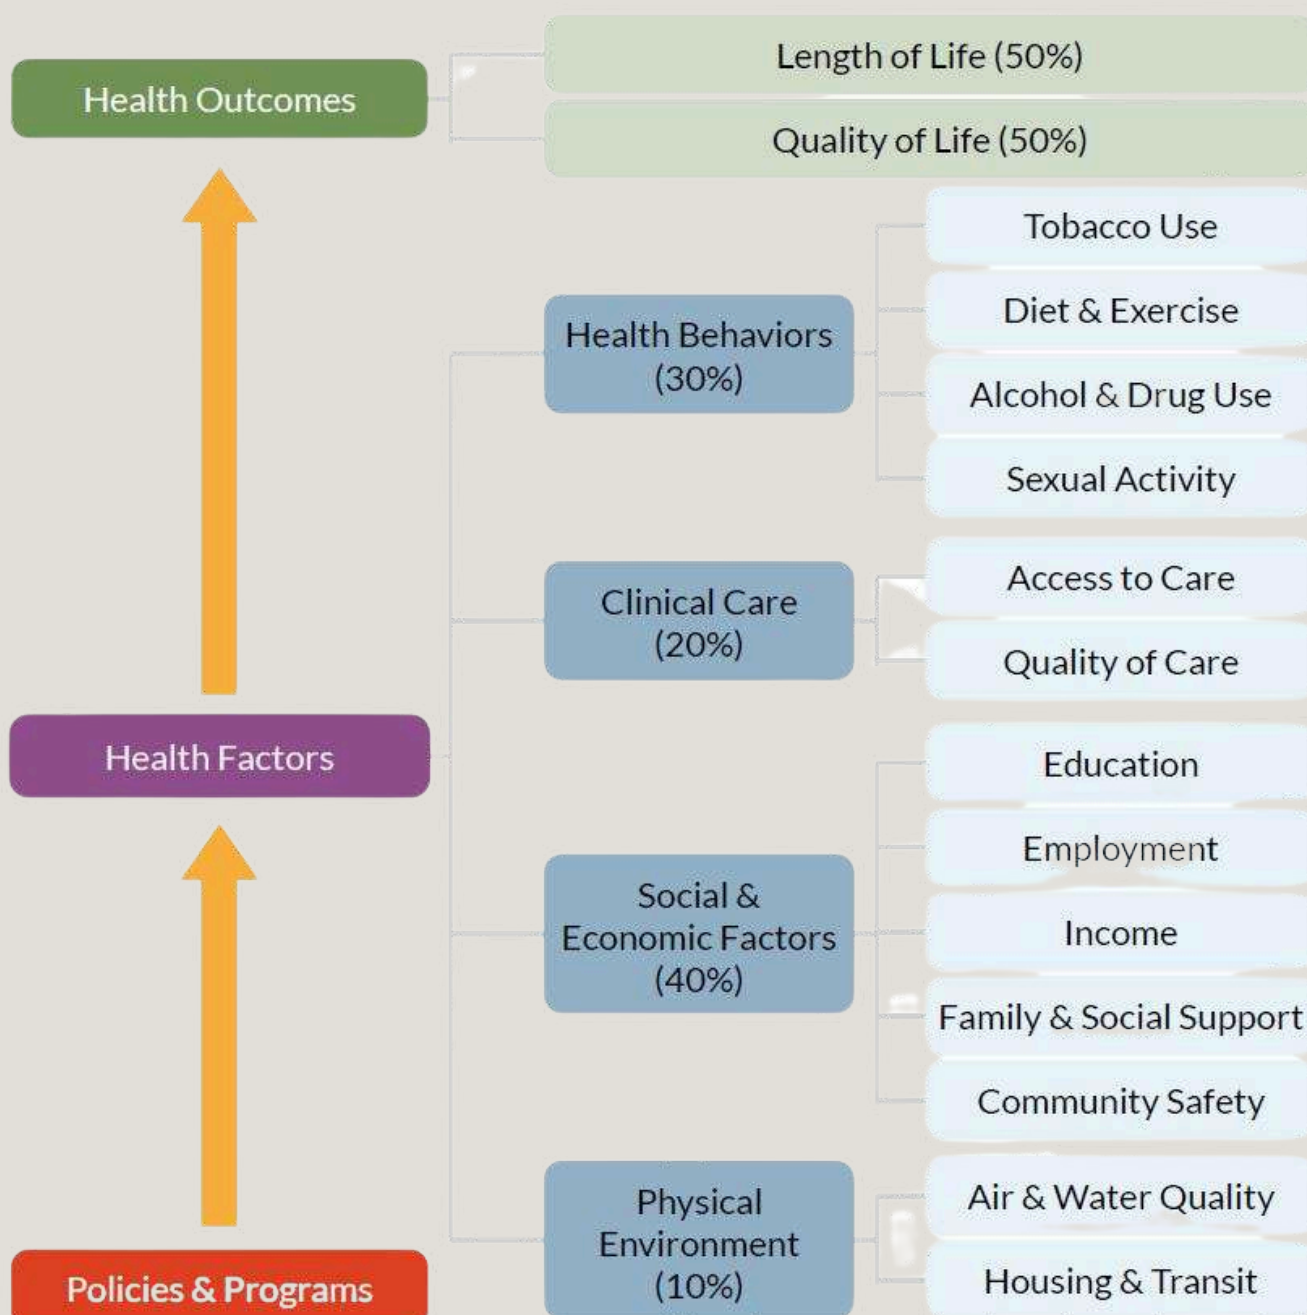 Health Outcomes
Length of Life (50%)
Quality of Life (50%)
Health Factors
Health Behaviors
(30%)
Tobacco Use
Diet & Exercise
Alcohol & Drug Use
Sexual Activity
Clinical Care
(20%)
Access to Care
Quality of Care
Social &
Economic Factors
(40%)
Education
Employment
Income
Family & Social Support
Community Safety
Physical
Environment
(10%)
Air & Water Quality
Housing & Transit
Policies & Programs